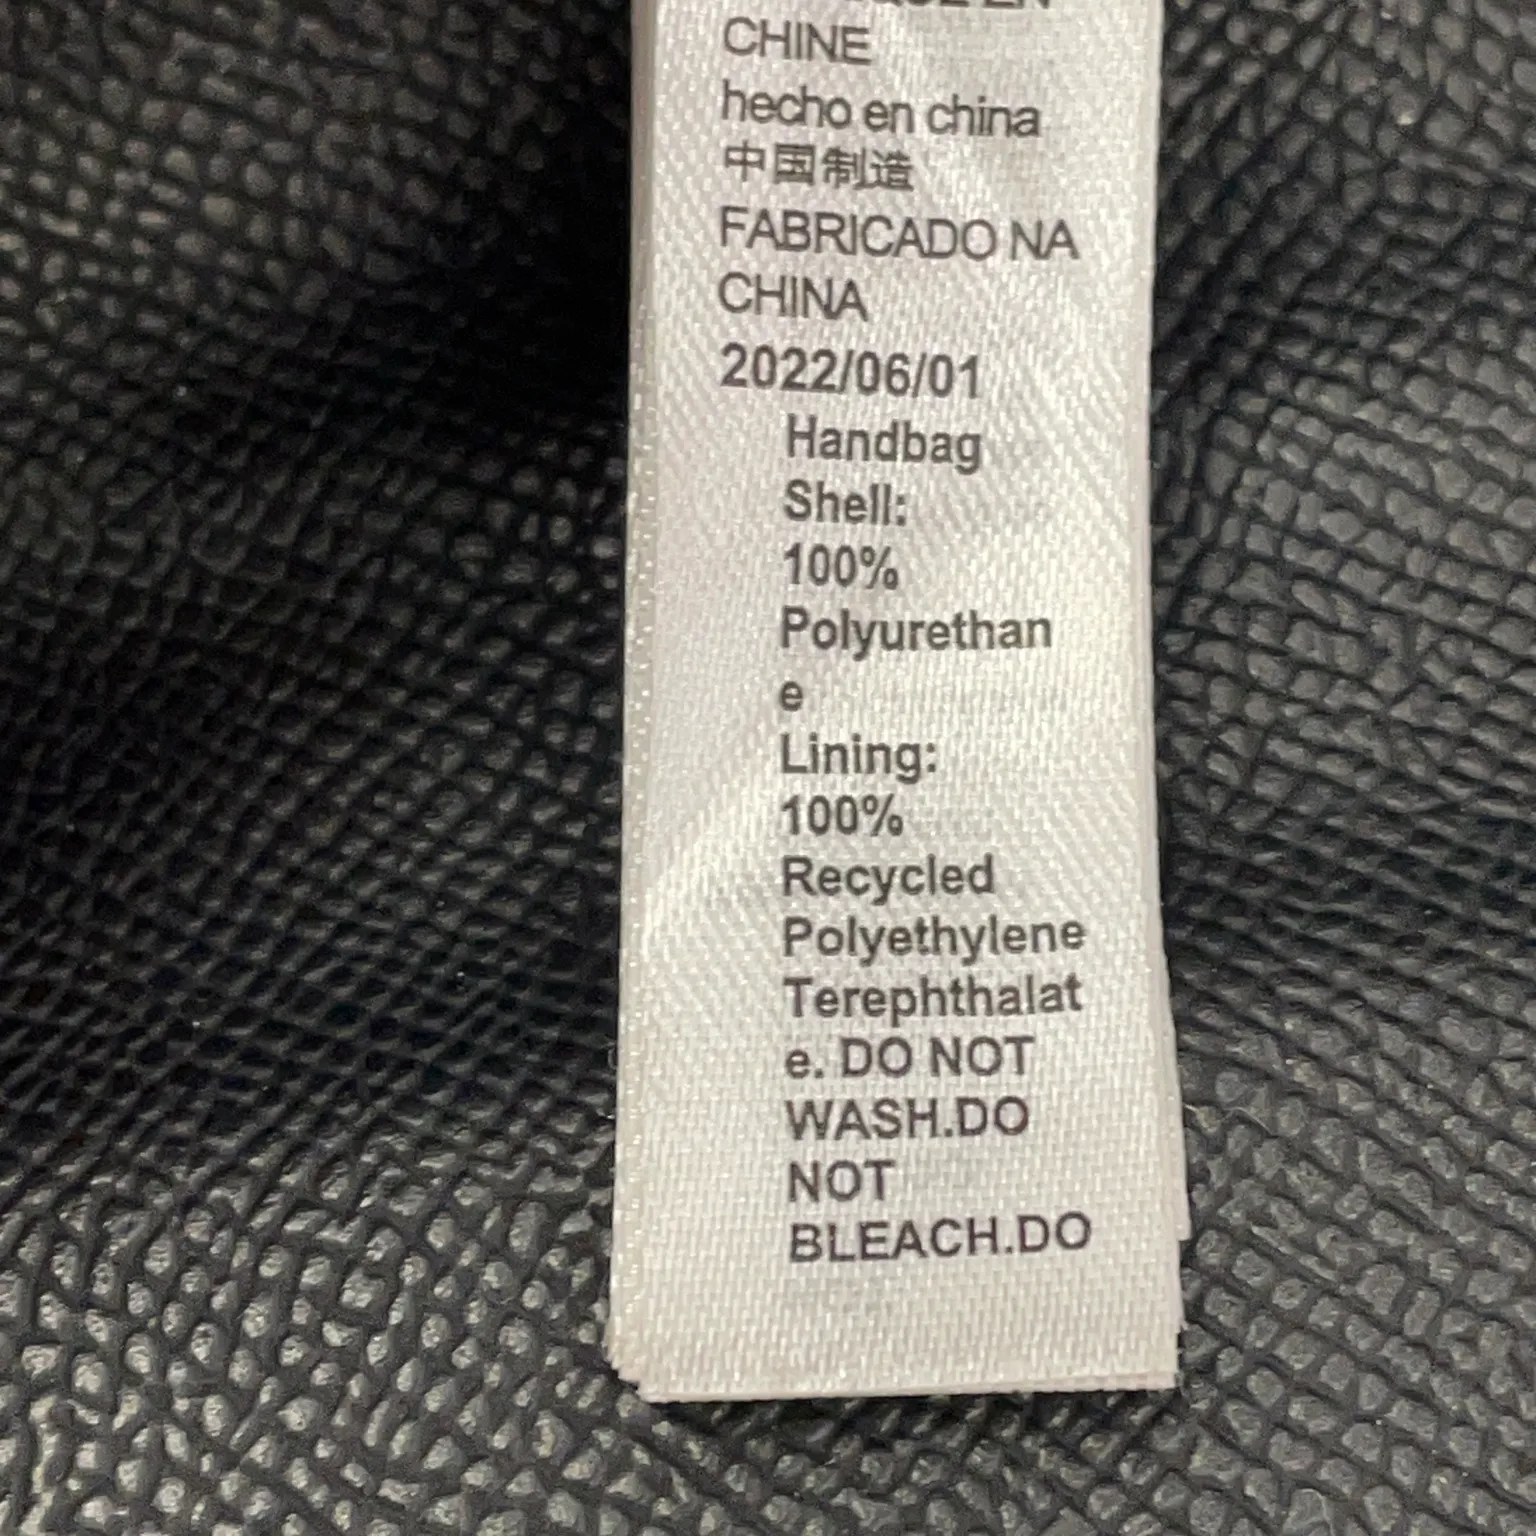 CHINE
hecho en china
中国制造
FABRICADO NA
CHINA
2022/06/01
Handbag
Shell:
100%
Polyurethan
e
Lining:
100%
Recycled
Polyethylene
Terephthalat
e. DO NOT
WASH.DO
NOT
BLEACH.DO